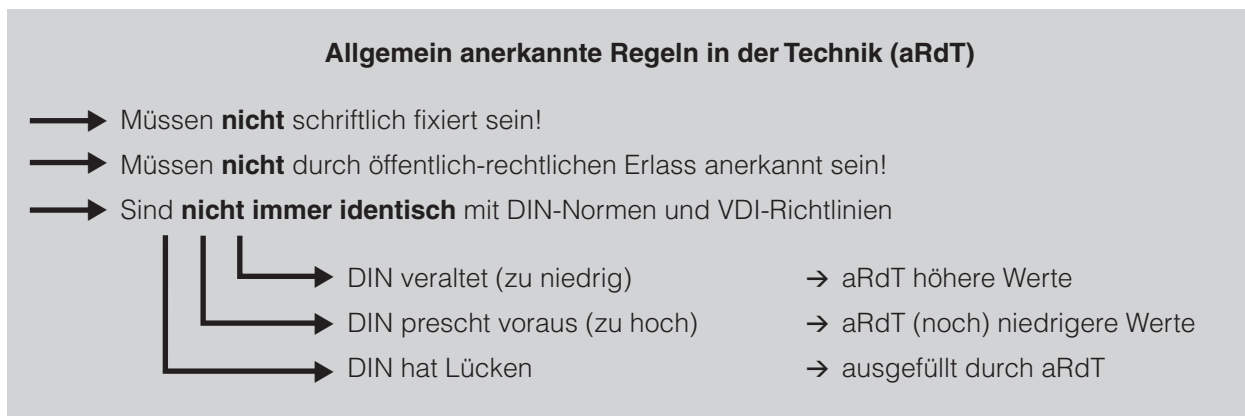 Allgemein anerkannte Regeln in der Technik (aRdT)
Müssen nicht schriftlich fixiert sein!
Müssen nicht durch öffentlich-rechtlichen Erlass anerkannt sein!
Sind nicht immer identisch mit DIN-Normen und VDI-Richtlinien
DIN veraltet (zu niedrig) → aRdT höhere Werte
DIN prescht voraus (zu hoch) → aRdT (noch) niedrigere Werte
DIN hat Lücken → ausgefüllt durch aRdT